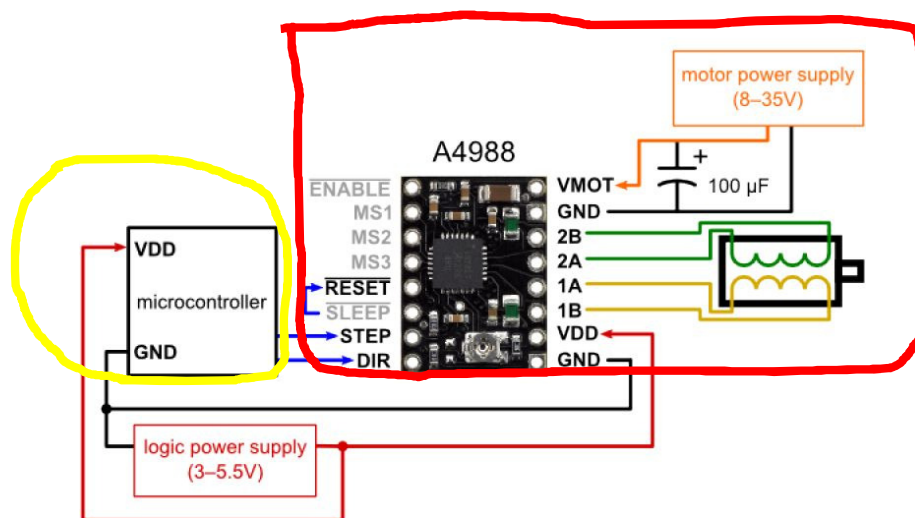 motor power supply
(8–35V)
A4988
ENABLE
VMOT
100 µF
MS1
GND
MS2
2B
VDD
MS3
2A
microcontroller
RESET
1A
SLEEP
1B
STEP
VDD
GND
DIR
GND
logic power supply
(3–5.5V)